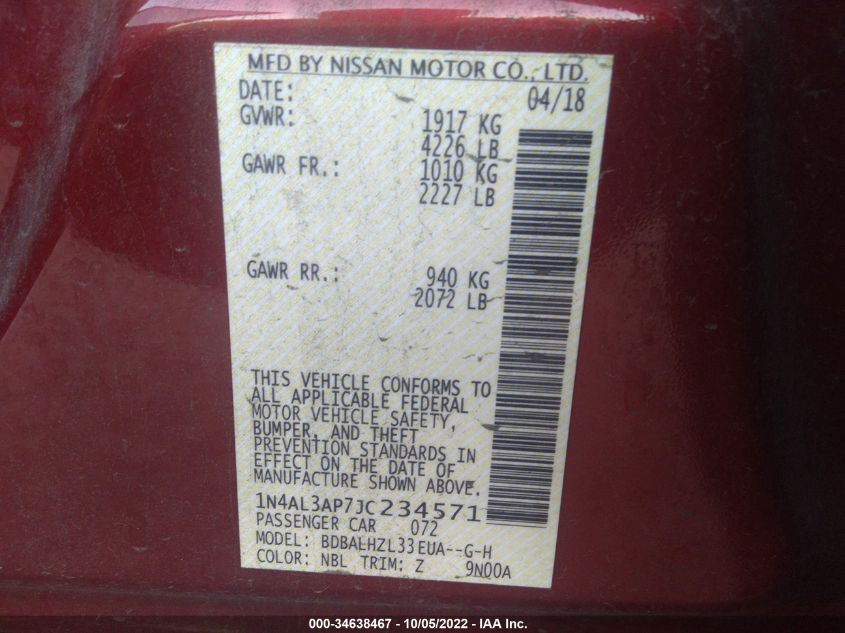 MFD BY NISSAN MOTOR CO., LTD.
DATE: 04/18
GVWR: 1917 KG
4226 LB
GAWR FR.: 1010 KG
2227 LB
GAWR RR.: 940 KG
2072 LB
THIS VEHICLE CONFORMS TO
ALL APPLICABLE FEDERAL
MOTOR VEHICLE SAFETY,
BUMPER, AND THEFT
PREVENTION STANDARDS IN
EFFECT ON THE DATE OF
MANUFACTURE SHOWN ABOVE.
1N4AL3AP7JC234571
PASSENGER CAR 072
MODEL: BDBALHZL33EUA--G-H
COLOR: NBL TRIM: Z 9N00A
000-34638467 - 10/05/2022 - IAA Inc.